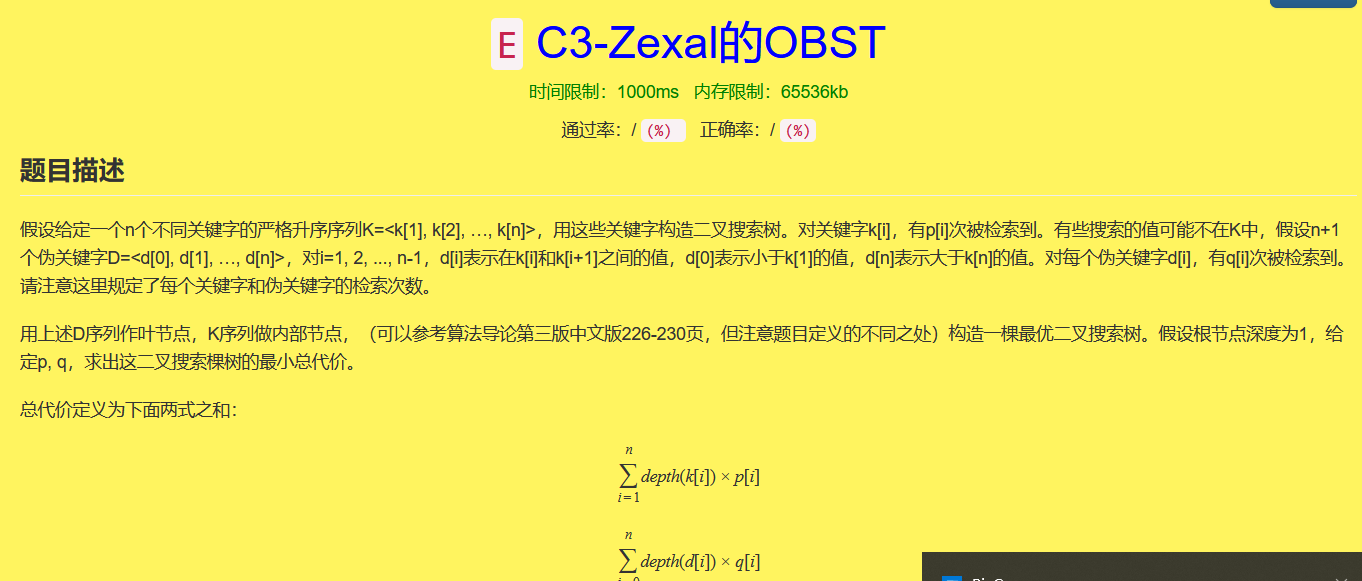 E C3-Zexal的OBST
时间限制：1000ms 内存限制：65536kb
通过率：/ (%) 正确率：/ (%)
题目描述
假设给定一个n个不同关键字的严格升序序列K=<k[1], k[2], …, k[n]>，用这些关键字构造二叉搜索树。对关键字k[i]，有p[i]次被检索到。有些搜索的值可能不在K中，假设n+1
个伪关键字D=<d[0], d[1], …, d[n]>，对i=1, 2, ..., n-1，d[i]表示在k[i]和k[i+1]之间的值，d[0]表示小于k[1]的值，d[n]表示大于k[n]的值。对每个伪关键字d[i]，有q[i]次被检索到。
请注意这里规定了每个关键字和伪关键字的检索次数。
用上述D序列作叶节点，K序列做内部节点，（可以参考算法导论第三版中文版226-230页，但注意题目定义的不同之处）构造一棵最优二叉搜索树。假设根节点深度为1，给
定p, q，求出这二叉搜索棵树的最小总代价。
总代价定义为下面两式之和：
n
∑ depth(k[i]) × p[i]
i = 1
n
∑ depth(d[i]) × q[i]